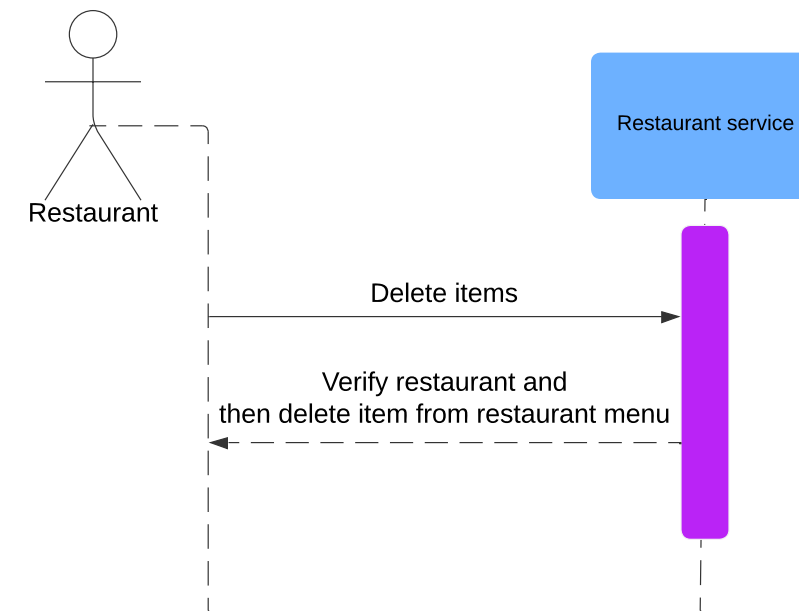 Restaurant service
Restaurant
Delete items
Verify restaurant and
then delete item from restaurant menu